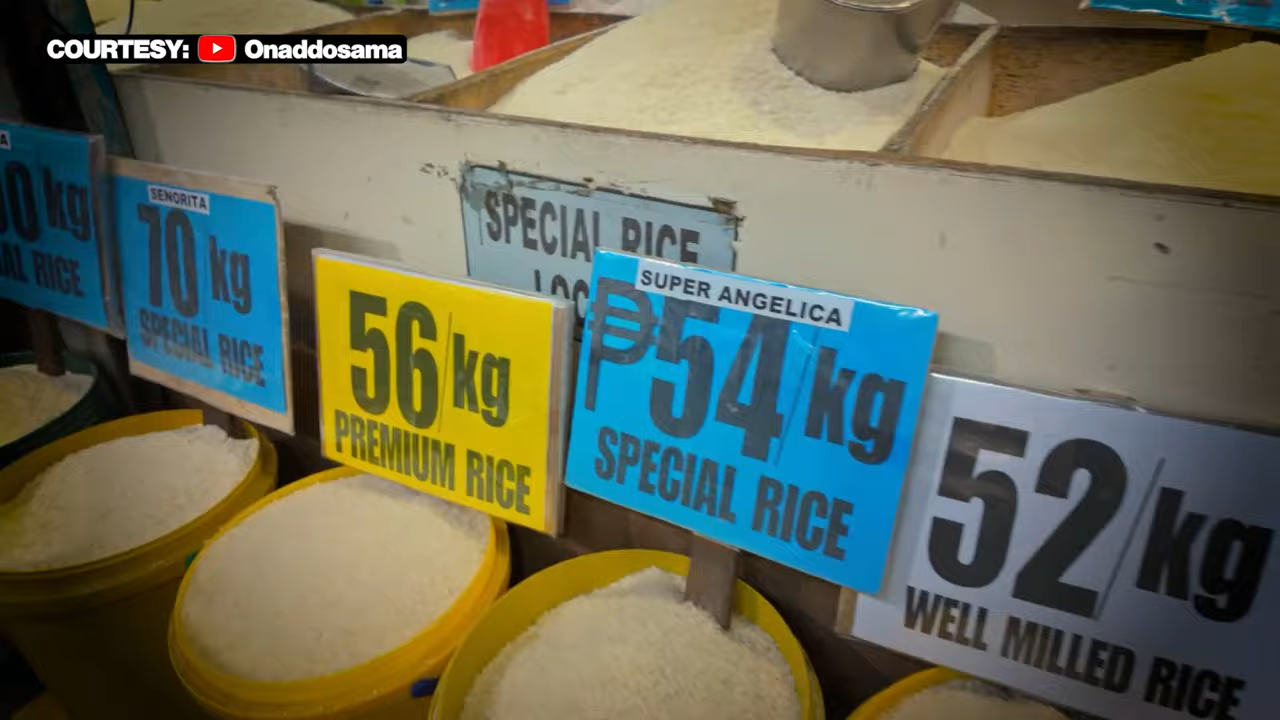 COURTESY: Onaddosama
0 kg
RICE
SENORITA
70 kg
SPECIAL RICE
56/kg
PREMIUM RICE
SPECIAL RICE
SUPER ANGELICA
₱54/kg
SPECIAL RICE
52/kg
WELL MILLED RICE